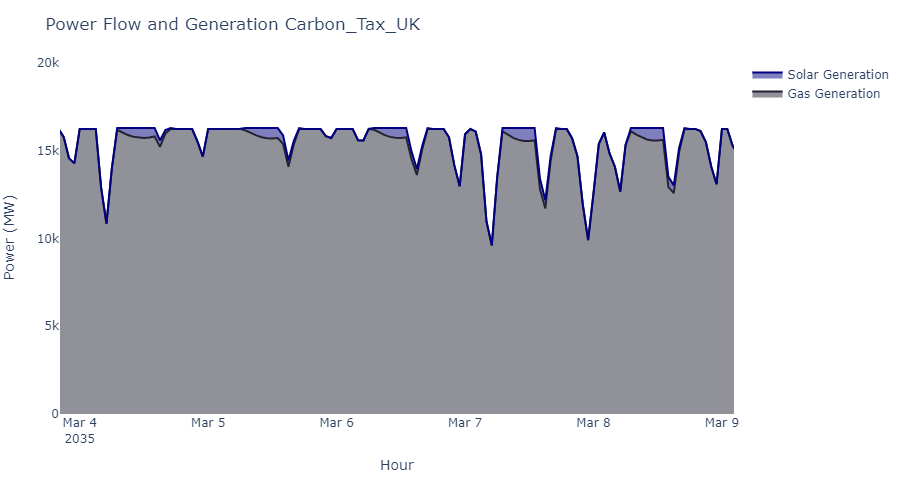 Power Flow and Generation Carbon_Tax_UK
Solar Generation
Gas Generation
20k
15k
10k
5k
0
Power (MW)
Mar 4
2035
Mar 5
Mar 6
Mar 7
Mar 8
Mar 9
Hour